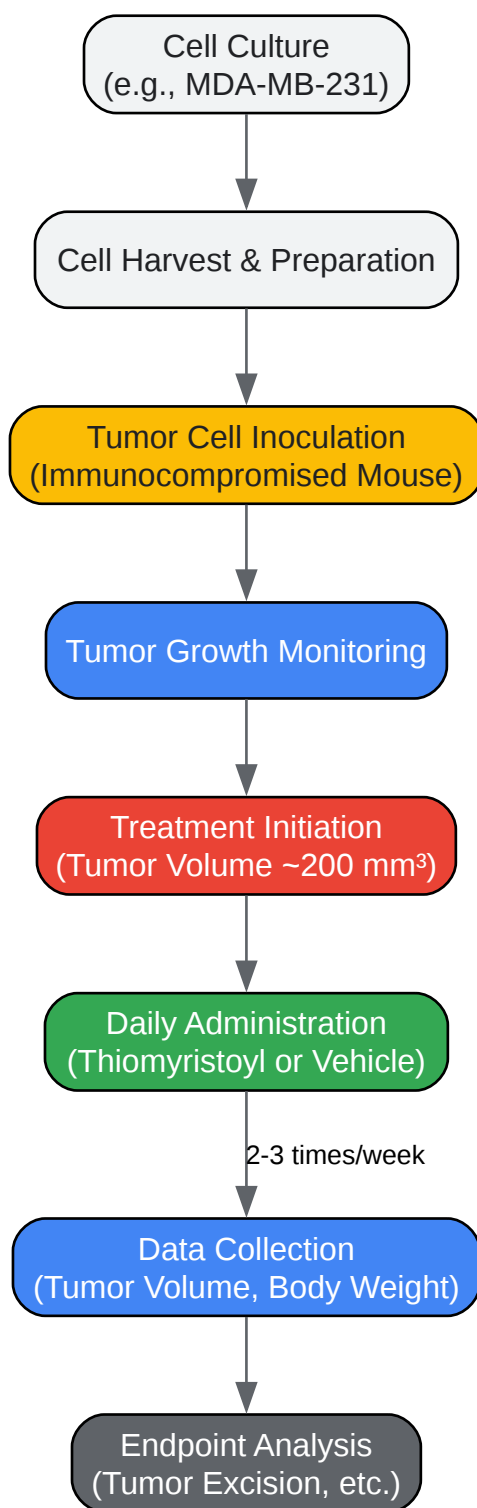 Cell Culture
(e.g., MDA-MB-231)
Cell Harvest & Preparation
Tumor Cell Inoculation
(Immunocompromised Mouse)
Tumor Growth Monitoring
Treatment Initiation
(Tumor Volume ~200 mm³)
Daily Administration
(Thiomyristoyl or Vehicle)
2-3 times/week
Data Collection
(Tumor Volume, Body Weight)
Endpoint Analysis
(Tumor Excision, etc.)